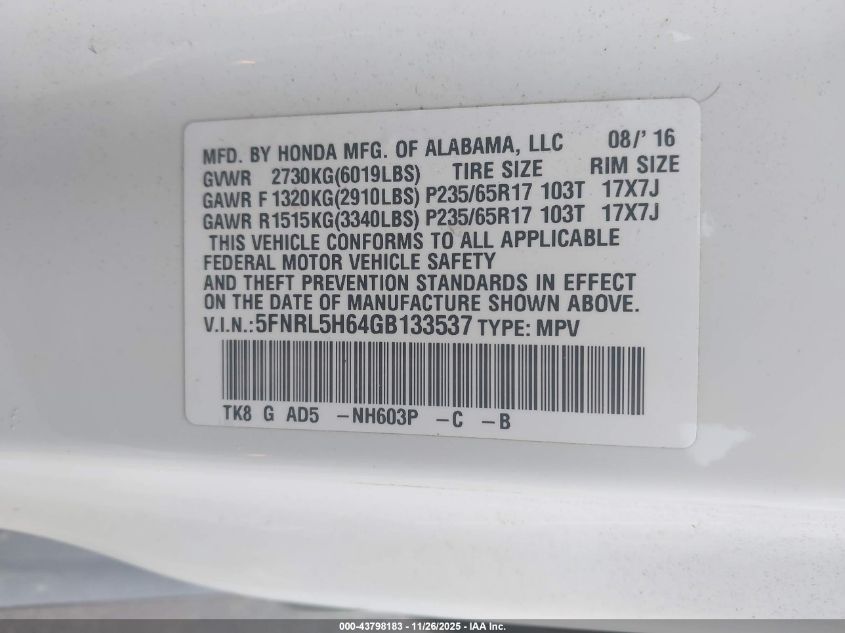 MFD. BY HONDA MFG. OF ALABAMA, LLC 08/' 16
GVWR 2730KG(6019LBS) TIRE SIZE RIM SIZE
GAWR F 1320KG(2910LBS) P235/65R17 103T 17X7J
GAWR R1515KG(3340LBS) P235/65R17 103T 17X7J
THIS VEHICLE CONFORMS TO ALL APPLICABLE
FEDERAL MOTOR VEHICLE SAFETY
AND THEFT PREVENTION STANDARDS IN EFFECT
ON THE DATE OF MANUFACTURE SHOWN ABOVE.
V.I.N.:5FNRL5H64GB133537 TYPE: MPV
TK8 G AD5 -NH603P -C -B
000-43798183 - 11/26/2025 - IAA Inc.